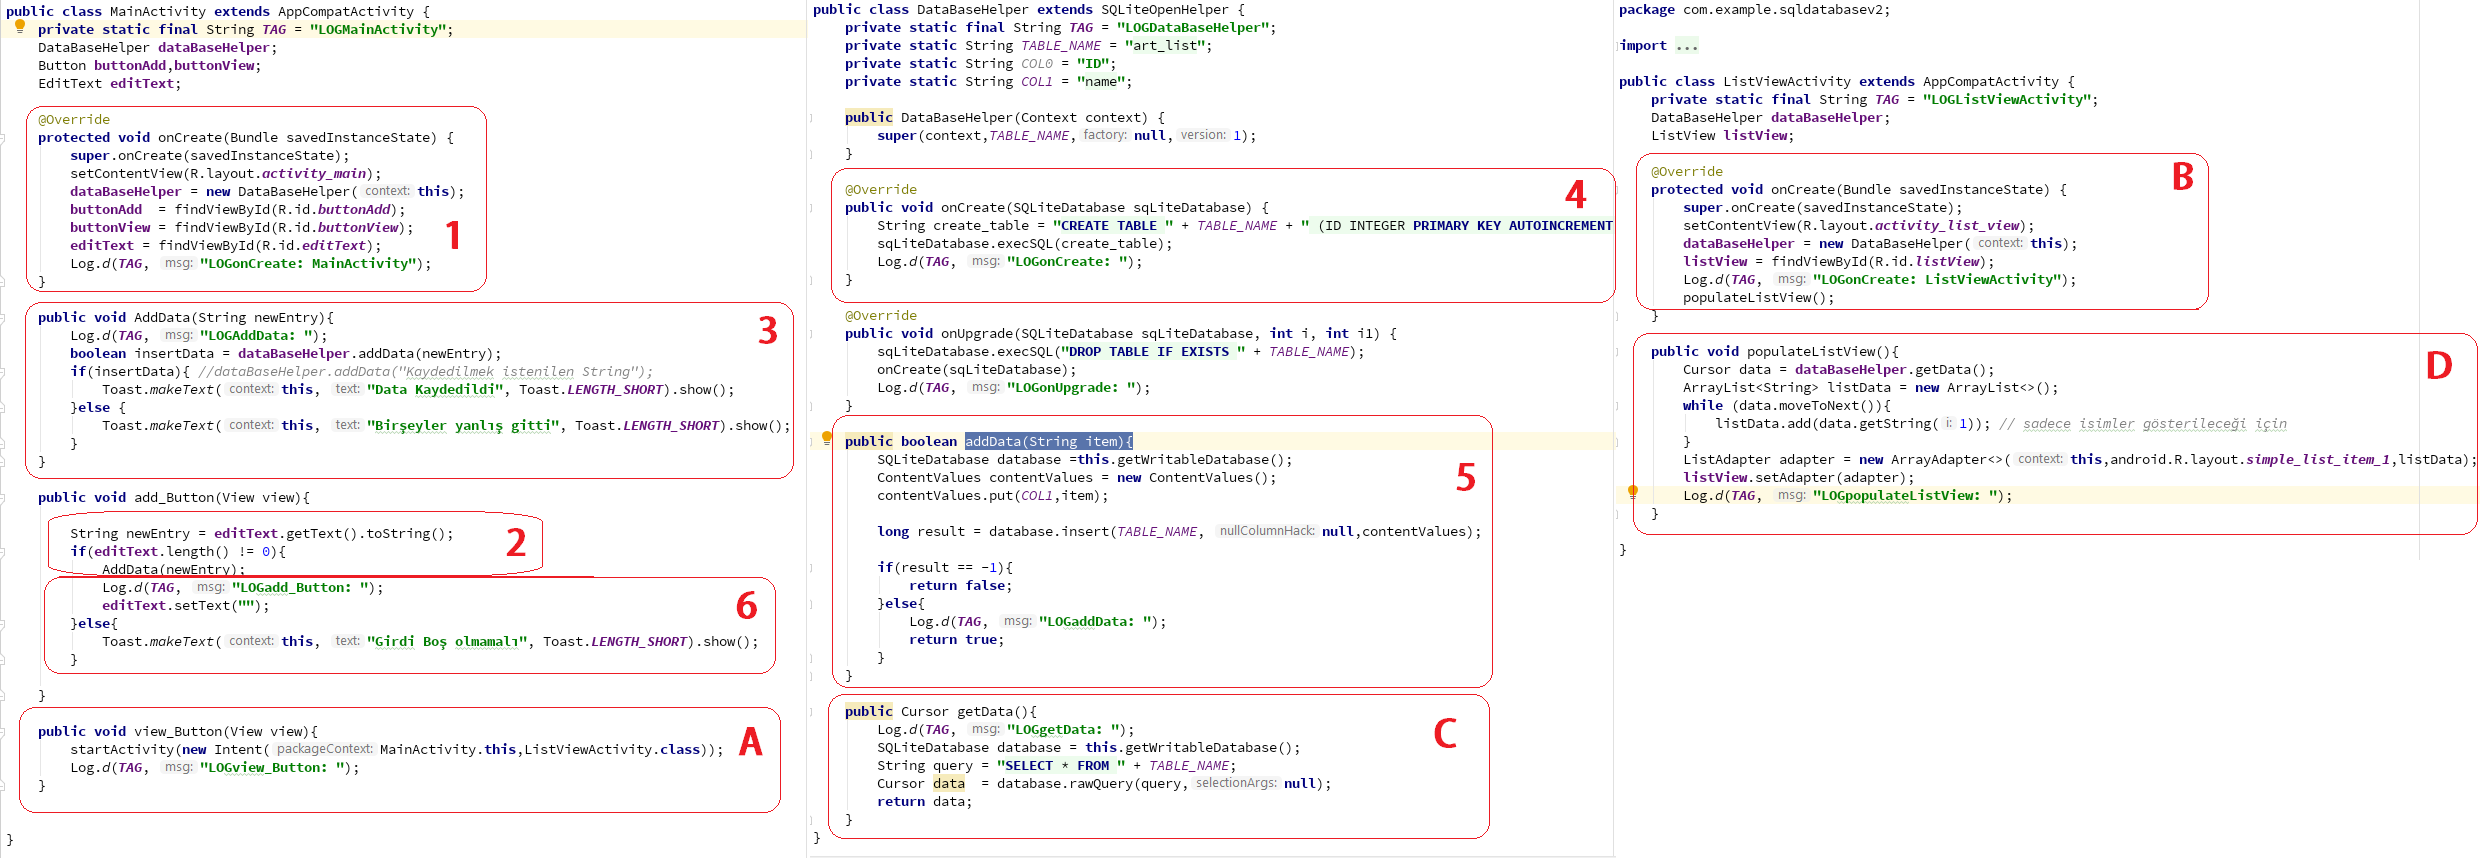 public class MainActivity extends AppCompatActivity {
private static final String TAG = "LOGMainActivity";
DataBaseHelper dataBaseHelper;
Button buttonAdd,buttonView;
EditText editText;
@Override
protected void onCreate(Bundle savedInstanceState) {
super.onCreate(savedInstanceState);
setContentView(R.layout.activity_main);
dataBaseHelper = new DataBaseHelper( context: this);
buttonAdd  = findViewById(R.id.buttonAdd);
buttonView = findViewById(R.id.buttonView);
editText = findViewById(R.id.editText);
Log.d(TAG, msg: "LOGonCreate: MainActivity");
}
1
public void AddData(String newEntry){
Log.d(TAG, msg: "LOGAddData: ");
boolean insertData = dataBaseHelper.addData(newEntry);
if(insertData){ //dataBaseHelper.addData("Kaydedilmek istenilen String");
Toast.makeText( context: this, text: "Data Kaydedildi", Toast.LENGTH_SHORT).show();
}else {
Toast.makeText( context: this, text: "Birşeyler yanlış gitti", Toast.LENGTH_SHORT).show();
}
}
3
public void add_Button(View view){
String newEntry = editText.getText().toString();
if(editText.length() != 0){
AddData(newEntry);
2
Log.d(TAG, msg: "LOGadd_Button: ");
editText.setText("");
}else{
Toast.makeText( context: this, text: "Girdi Boş olmamalı", Toast.LENGTH_SHORT).show();
}
6
}
public void view_Button(View view){
startActivity(new Intent( packageContext: MainActivity.this,ListViewActivity.class));
Log.d(TAG, msg: "LOGview_Button: ");
}
A
}
public class DataBaseHelper extends SQLiteOpenHelper {
private static final String TAG = "LOGDataBaseHelper";
private static String TABLE_NAME = "art_list";
private static String COL0 = "ID";
private static String COL1 = "name";
public DataBaseHelper(Context context) {
super(context,TABLE_NAME, factory: null, version: 1);
}
@Override
public void onCreate(SQLiteDatabase sqLiteDatabase) {
String create_table = "CREATE TABLE " + TABLE_NAME + " (ID INTEGER PRIMARY KEY AUTOINCREMENT
sqLiteDatabase.execSQL(create_table);
Log.d(TAG, msg: "LOGonCreate: ");
}
4
@Override
public void onUpgrade(SQLiteDatabase sqLiteDatabase, int i, int i1) {
sqLiteDatabase.execSQL("DROP TABLE IF EXISTS " + TABLE_NAME);
onCreate(sqLiteDatabase);
Log.d(TAG, msg: "LOGonUpgrade: ");
}
public boolean addData(String item){
SQLiteDatabase database =this.getWritableDatabase();
ContentValues contentValues = new ContentValues();
contentValues.put(COL1,item);
long result = database.insert(TABLE_NAME, nullColumnHack: null,contentValues);
if(result == -1){
return false;
}else{
Log.d(TAG, msg: "LOGaddData: ");
return true;
}
}
5
public Cursor getData(){
Log.d(TAG, msg: "LOGgetData: ");
SQLiteDatabase database = this.getWritableDatabase();
String query = "SELECT * FROM " + TABLE_NAME;
Cursor data  = database.rawQuery(query, selectionArgs: null);
return data;
}
C
}
package com.example.sqldatabasev2;
import ...
public class ListViewActivity extends AppCompatActivity {
private static final String TAG = "LOGListViewActivity";
DataBaseHelper dataBaseHelper;
ListView listView;
@Override
protected void onCreate(Bundle savedInstanceState) {
super.onCreate(savedInstanceState);
setContentView(R.layout.activity_list_view);
dataBaseHelper = new DataBaseHelper( context: this);
listView = findViewById(R.id.listView);
Log.d(TAG, msg: "LOGonCreate: ListViewActivity");
populateListView();
}
B
public void populateListView(){
Cursor data = dataBaseHelper.getData();
ArrayList<String> listData = new ArrayList<>();
while (data.moveToNext()){
listData.add(data.getString( i: 1)); // sadece isimler gösterileceği için
}
ListAdapter adapter = new ArrayAdapter<>( context: this,android.R.layout.simple_list_item_1,listData);
listView.setAdapter(adapter);
Log.d(TAG, msg: "LOGpopulateListView: ");
}
D
}